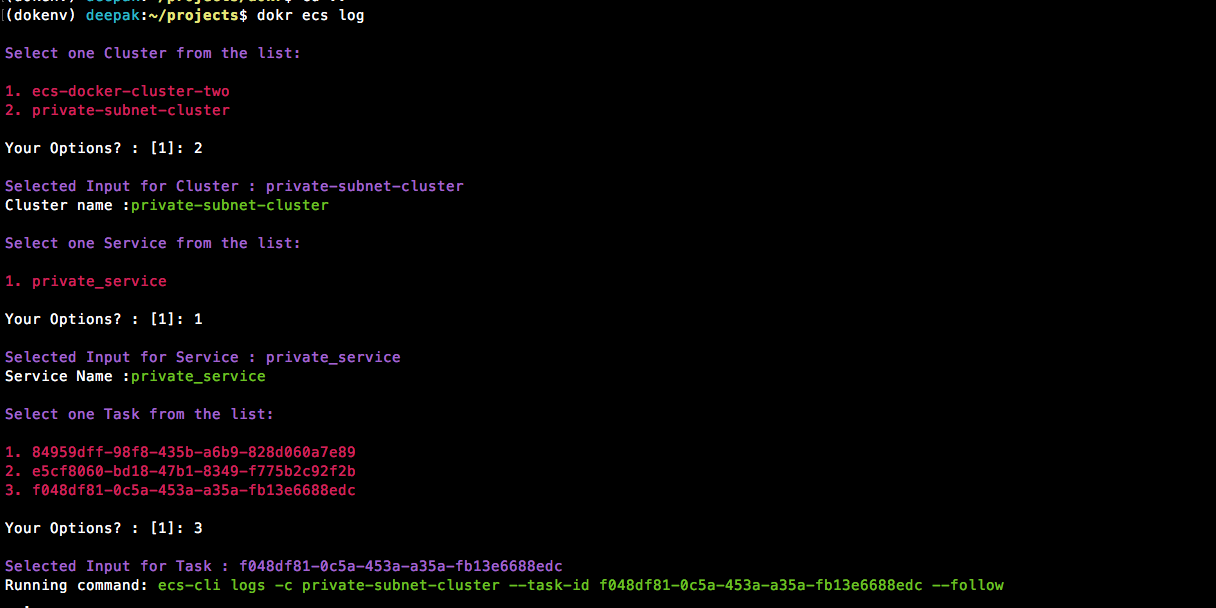 (dokenv) deepak:~/projects$ dokr ecs log
Select one Cluster from the list:
1. ecs-docker-cluster-two
2. private-subnet-cluster
Your Options? : [1]: 2
Selected Input for Cluster : private-subnet-cluster
Cluster name :private-subnet-cluster
Select one Service from the list:
1. private_service
Your Options? : [1]: 1
Selected Input for Service : private_service
Service Name :private_service
Select one Task from the list:
1. 84959dff-98f8-435b-a6b9-828d060a7e89
2. e5cf8060-bd18-47b1-8349-f775b2c92f2b
3. f048df81-0c5a-453a-a35a-fb13e6688edc
Your Options? : [1]: 3
Selected Input for Task : f048df81-0c5a-453a-a35a-fb13e6688edc
Running command: ecs-cli logs -c private-subnet-cluster --task-id f048df81-0c5a-453a-a35a-fb13e6688edc --follow